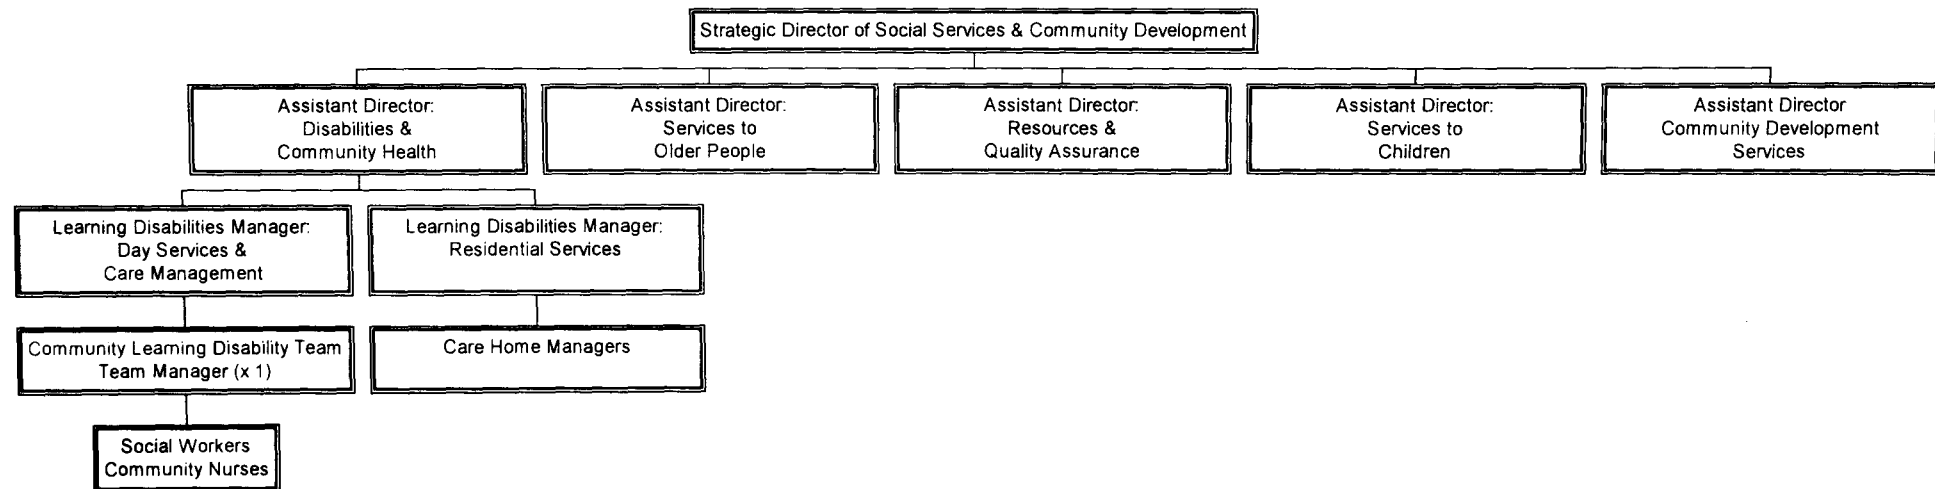 Strategic Director of Social Services & Community Development
Assistant Director:
Disabilities &
Community Health
Assistant Director:
Services to
Older People
Assistant Director:
Resources &
Quality Assurance
Assistant Director:
Services to
Children
Assistant Director
Community Development
Services
Learning Disabilities Manager:
Day Services &
Care Management
Learning Disabilities Manager:
Residential Services
Community Learning Disability Team
Team Manager (x 1)
Care Home Managers
Social Workers
Community Nurses